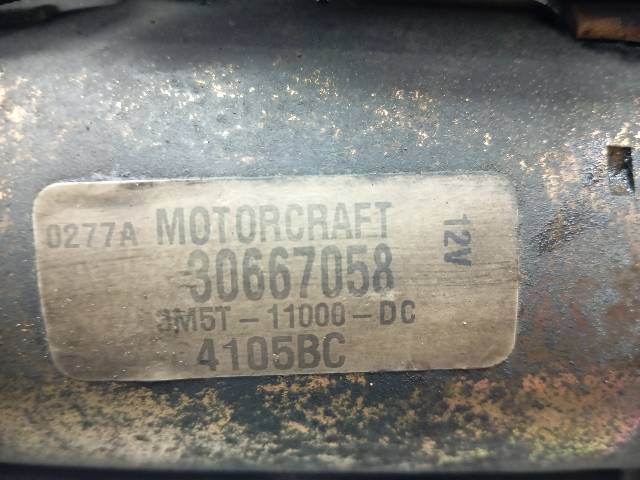 0277A MOTORCRAFT 12V
30667058
3M5T-11000-DC
4105BC